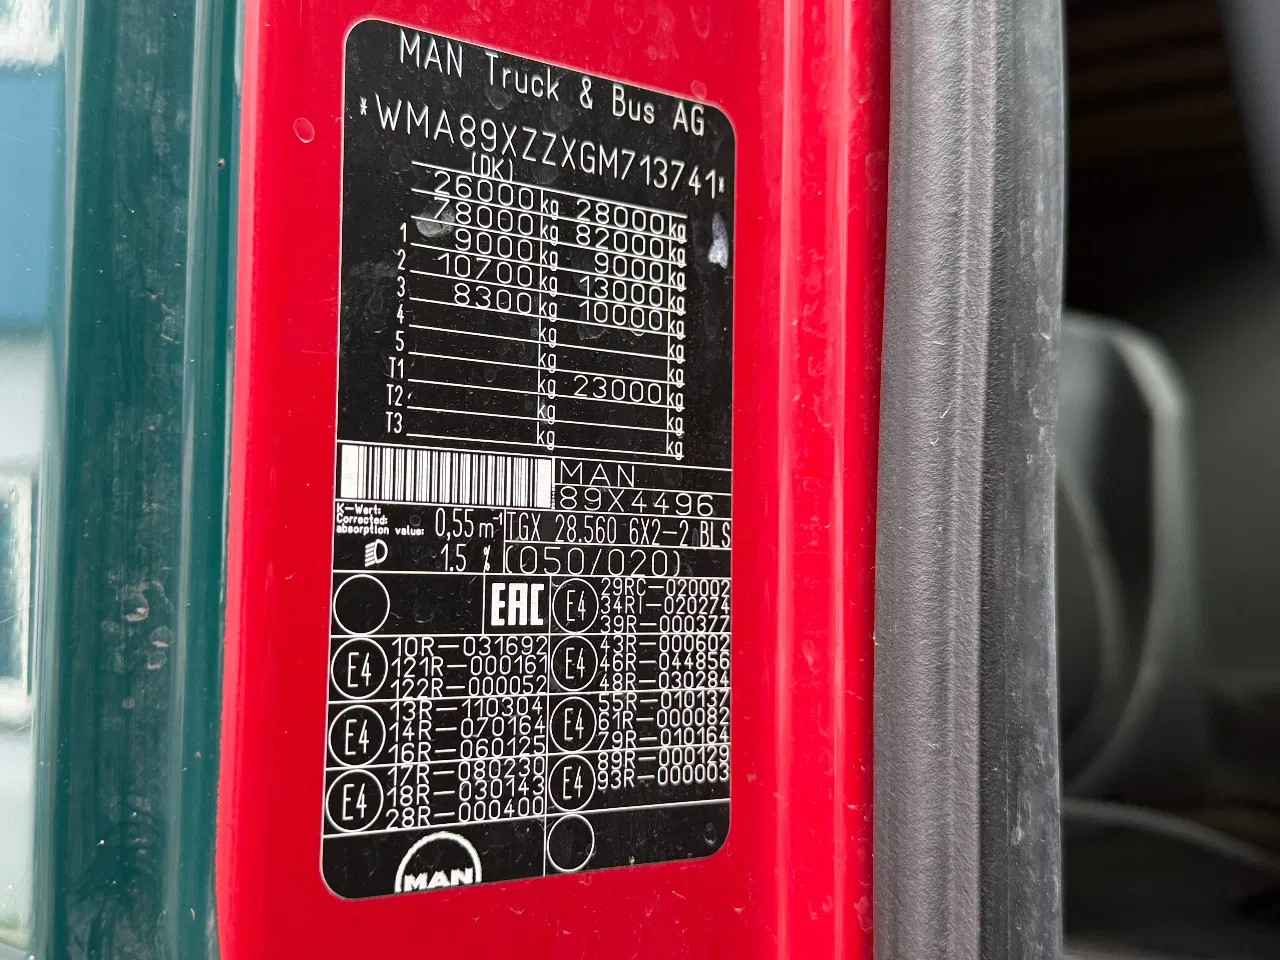 MAN Truck & Bus AG
*WMA89XZZXGM713741*
(DK)
26000 kg 28000 kg
78000 kg 82000 kg
1 9000 kg 9000 kg
2 10700 kg 13000 kg
3 8300 kg 10000 kg
4 kg kg
5 kg kg
T1 kg 23000 kg
T2 kg kg
T3 kg kg
MAN
89X4496
K-Wert:
Corrected
absorption value: 0,55 m⁻¹
TGX 28.560 6X2-2 BLS
1.5 %
(050/020)
EAC
E4 29RC-020002
34RI-020274
39R-000377
E4 10R-031692
121R-000161
122R-000052
E4 43R-000602
46R-044856
48R-030284
E4 13R-110304
14R-070164
16R-060125
E4 55R-010137
61R-000082
79R-010164
E4 17R-080230
18R-030143
28R-000400
E4 89R-000129
93R-000003
MAN